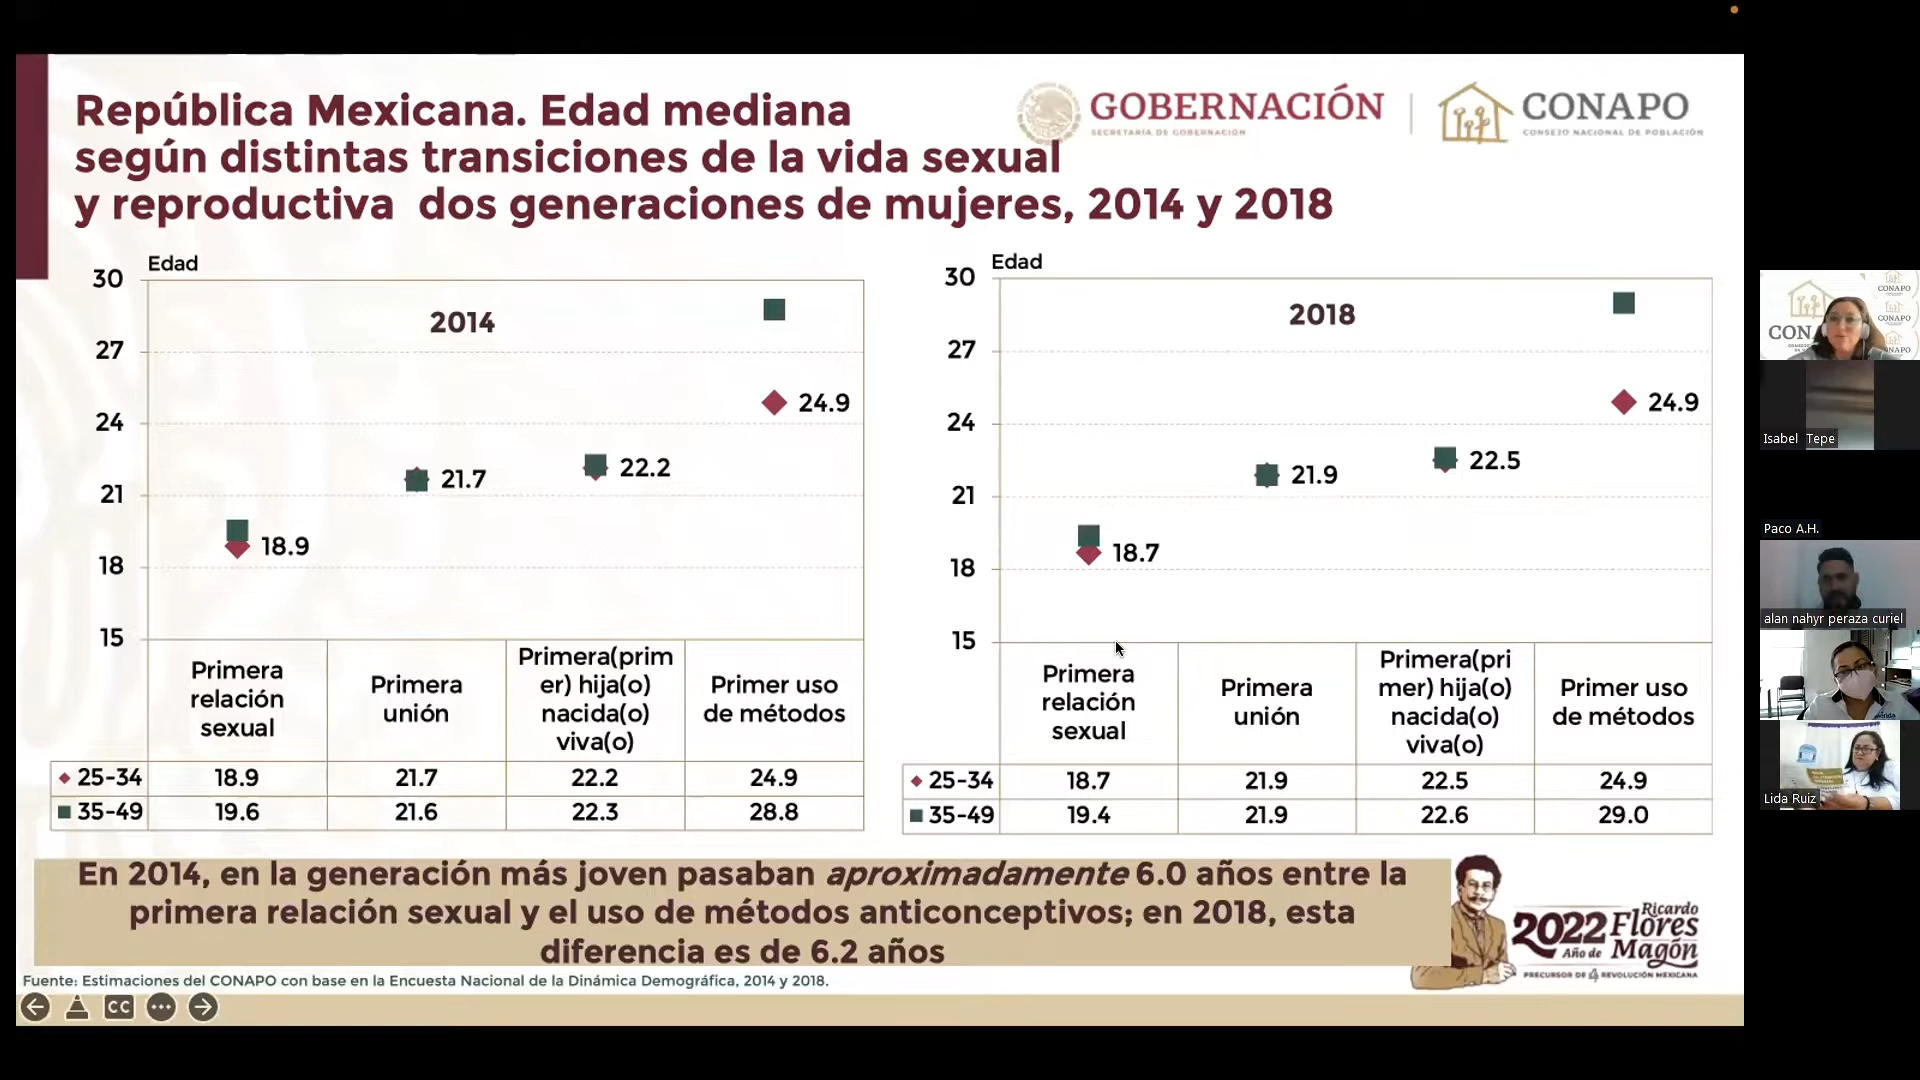 República Mexicana. Edad mediana
según distintas transiciones de la vida sexual
y reproductiva dos generaciones de mujeres, 2014 y 2018
GOBERNACIÓN
SECRETARÍA DE GOBERNACIÓN
CONAPO
CONSEJO NACIONAL DE POBLACIÓN
Edad
30
27
24
21
18
15
2014
18.9
21.7
22.2
24.9
Primera relación sexual
Primera unión
Primera(primer) hija(o) nacida(o) viva(o)
Primer uso de métodos
25-34 18.9 21.7 22.2 24.9
35-49 19.6 21.6 22.3 28.8
Edad
30
27
24
21
18
15
2018
18.7
21.9
22.5
24.9
Primera relación sexual
Primera unión
Primera(primer) hija(o) nacida(o) viva(o)
Primer uso de métodos
25-34 18.7 21.9 22.5 24.9
35-49 19.4 21.9 22.6 29.0
En 2014, en la generación más joven pasaban aproximadamente 6.0 años entre la
primera relación sexual y el uso de métodos anticonceptivos; en 2018, esta
diferencia es de 6.2 años
Fuente: Estimaciones del CONAPO con base en la Encuesta Nacional de la Dinámica Demográfica, 2014 y 2018.
2022 Ricardo
Flores
Año de Magón
PRECURSOR DE LA REVOLUCIÓN MEXICANA
CC
CONAPO
CONAPO
Isabel Tepe
Paco A.H.
alan nahyr peraza curiel
Lida Ruiz